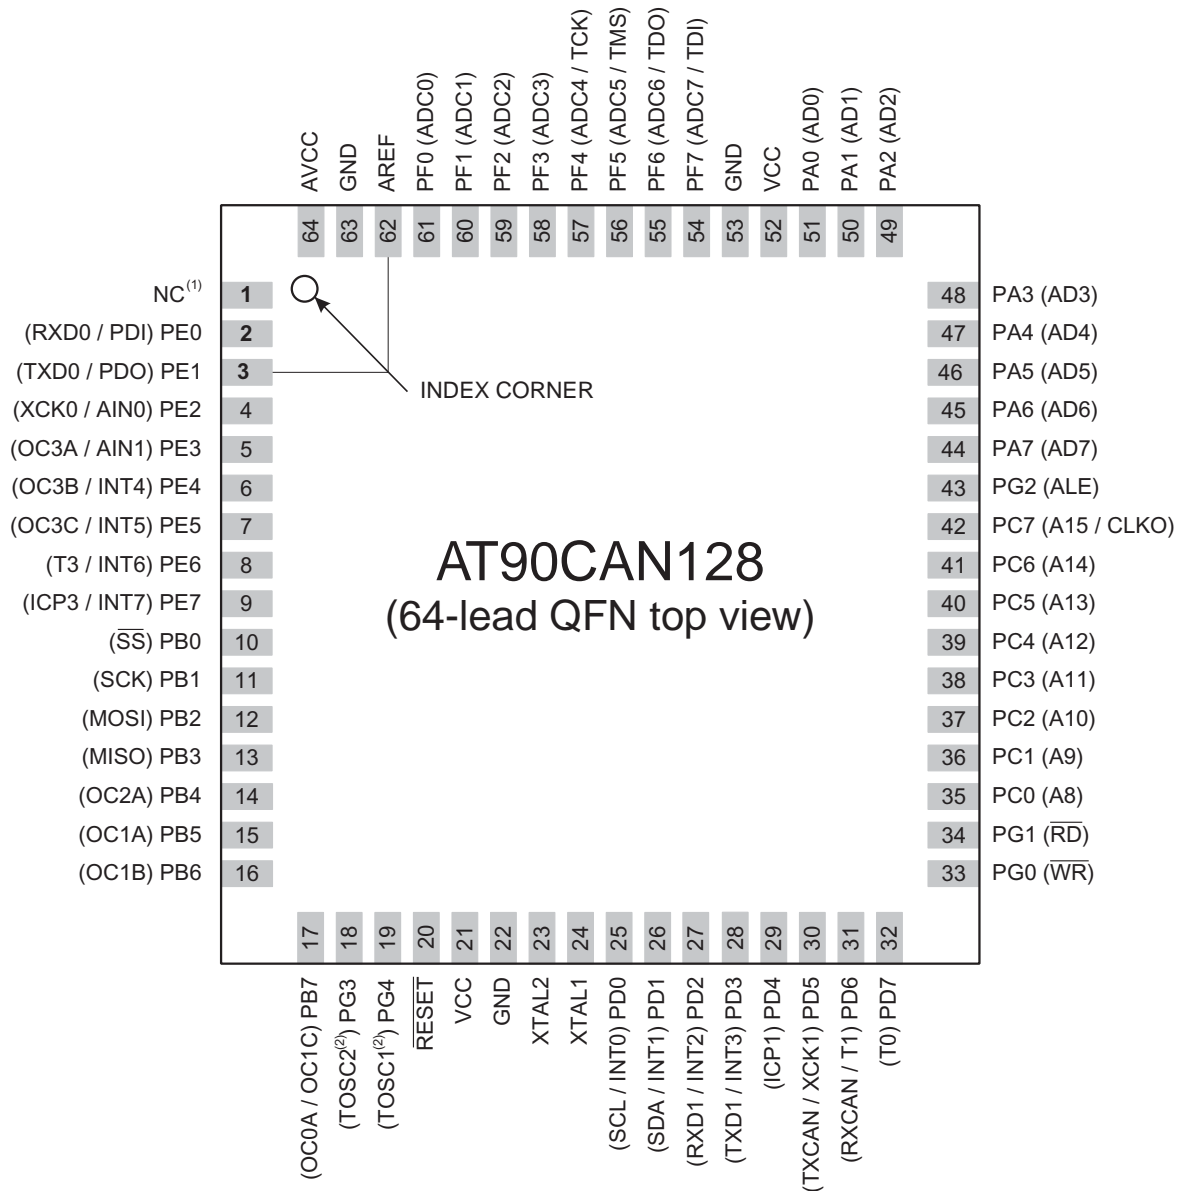 AVCC
GND
AREF
PF0 (ADC0)
PF1 (ADC1)
PF2 (ADC2)
PF3 (ADC3)
PF4 (ADC4 / TCK)
PF5 (ADC5 / TMS)
PF6 (ADC6 / TDO)
PF7 (ADC7 / TDI)
GND
VCC
PA0 (AD0)
PA1 (AD1)
PA2 (AD2)
64
63
62
61
60
59
58
57
56
55
54
53
52
51
50
49
NC(1) 1
(RXD0 / PDI) PE0 2
(TXD0 / PDO) PE1 3
(XCK0 / AIN0) PE2 4
(OC3A / AIN1) PE3 5
(OC3B / INT4) PE4 6
(OC3C / INT5) PE5 7
(T3 / INT6) PE6 8
(ICP3 / INT7) PE7 9
(SS) PB0 10
(SCK) PB1 11
(MOSI) PB2 12
(MISO) PB3 13
(OC2A) PB4 14
(OC1A) PB5 15
(OC1B) PB6 16
INDEX CORNER
AT90CAN128
(64-lead QFN top view)
48 PA3 (AD3)
47 PA4 (AD4)
46 PA5 (AD5)
45 PA6 (AD6)
44 PA7 (AD7)
43 PG2 (ALE)
42 PC7 (A15 / CLKO)
41 PC6 (A14)
40 PC5 (A13)
39 PC4 (A12)
38 PC3 (A11)
37 PC2 (A10)
36 PC1 (A9)
35 PC0 (A8)
34 PG1 (RD)
33 PG0 (WR)
17
18
19
20
21
22
23
24
25
26
27
28
29
30
31
32
(OC0A / OC1C) PB7
(TOSC2(2)) PG3
(TOSC1(2)) PG4
RESET
VCC
GND
XTAL2
XTAL1
(SCL / INT0) PD0
(SDA / INT1) PD1
(RXD1 / INT2) PD2
(TXD1 / INT3) PD3
(ICP1) PD4
(TXCAN / XCK1) PD5
(RXCAN / T1) PD6
(T0) PD7